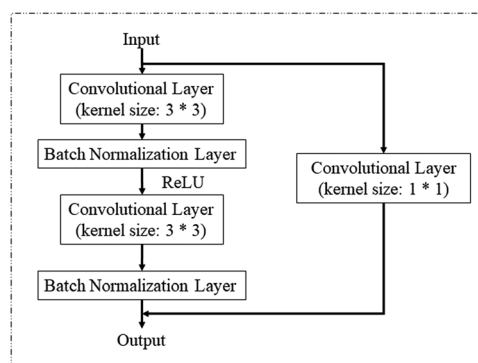 Input
Convolutional Layer
(kernel size: 3 * 3)
Batch Normalization Layer
ReLU
Convolutional Layer
(kernel size: 3 * 3)
Batch Normalization Layer
Output
Convolutional Layer
(kernel size: 1 * 1)